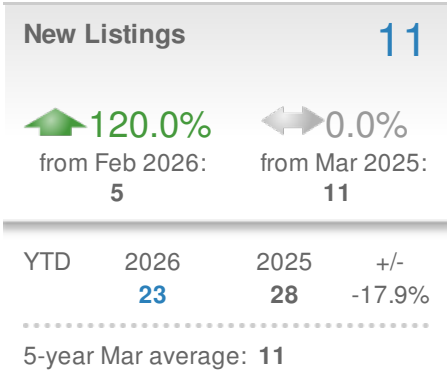 New Listings 11
120.0% 0.0%
from Feb 2026: from Mar 2025:
5 11
YTD 2026 2025 +/-
23 28 -17.9%
5-year Mar average: 11